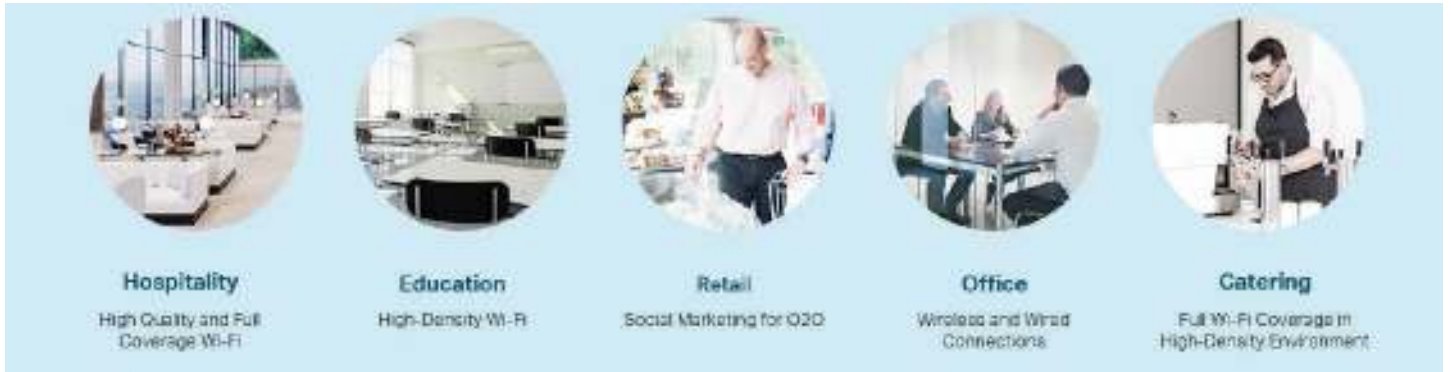 Hospitality
High Quality and Full
Coverage Wi-Fi
Education
High-Density Wi-Fi
Retail
Social Marketing for O2O
Office
Wireless and Wired
Connections
Catering
Full Wi-Fi Coverage in
High-Density Environment